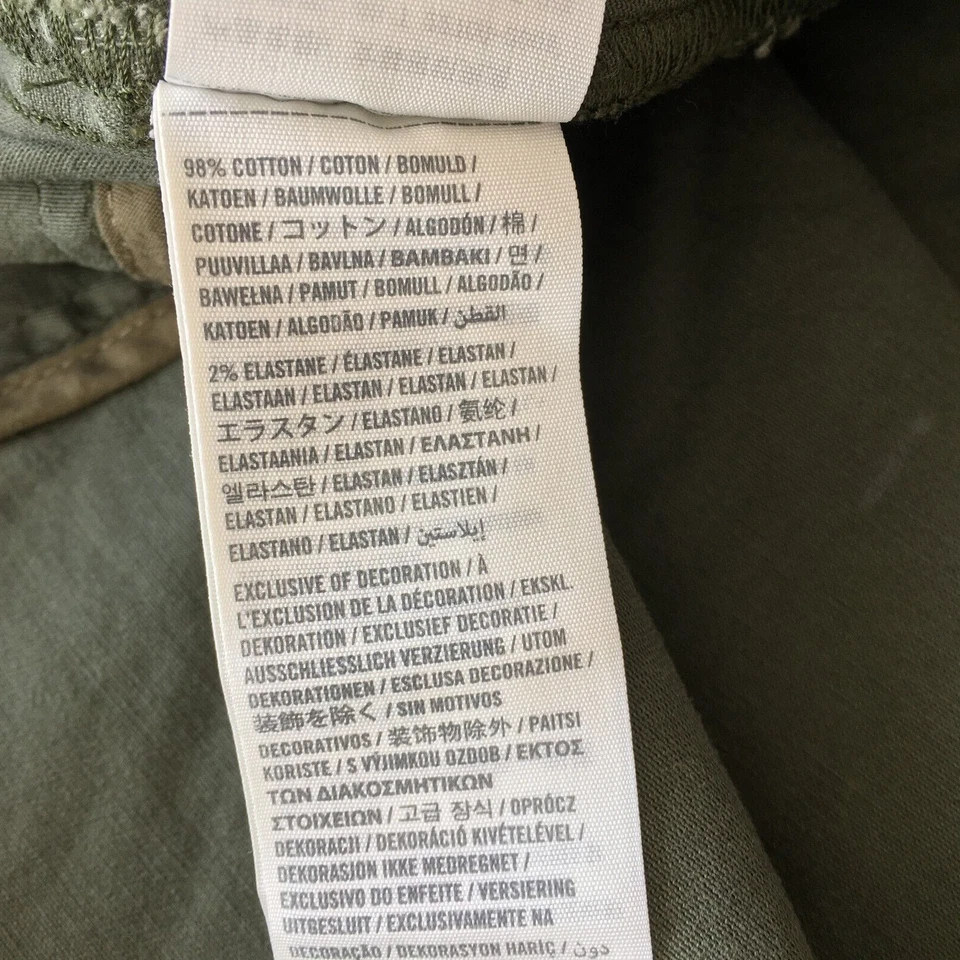 98% COTTON / COTON / BOMULD /
KATOEN / BAUMWOLLE / BOMULL /
COTONE / コットン / ALGODÓN / 棉 /
PUUVILLAA / BAVLNA / BAMBAKI / 면 /
BAWEŁNA / PAMUT / BOMULL / ALGODÃO /
KATOEN / ALGODÃO / PAMUK / القطن
2% ELASTANE / ÉLASTANE / ELASTAN /
ELASTAAN / ELASTAN / ELASTAN / ELASTAN /
エラスタン / ELASTANO / 氨纶 /
ELASTAANIA / ELASTAN / ΕΛΑΣΤΑΝΗ /
엘라스탄 / ELASTAN / ELASZTÁN /
ELASTAN / ELASTANO / ELASTIEN /
ELASTANO / ELASTAN / إيلاستين
EXCLUSIVE OF DECORATION / À
L'EXCLUSION DE LA DÉCORATION / EKSKL.
DEKORATION / EXCLUSIEF DECORATIE /
AUSSCHLIESSLICH VERZIERUNG / UTOM
DEKORATIONEN / ESCLUSA DECORAZIONE /
装飾を除く / SIN MOTIVOS
DECORATIVOS / 装饰物除外 / PAITSI
KORISTE / S VÝJIMKOU OZDOB / ΕΚΤΟΣ
ΤΩΝ ΔΙΑΚΟΣΜΗΤΙΚΩΝ
ΣΤΟΙΧΕΙΩΝ / 고급 장식 / OPRÓCZ
DEKORACJI / DEKORÁCIÓ KIVÉTELÉVEL /
DEKORASJON IKKE MEDREGNET /
EXCLUSIVO DO ENFEITE / VERSIERING
UITGESLUIT / EXCLUSIVAMENTE NA
DECORAÇÃO / DEKORASYON HARİÇ / دون